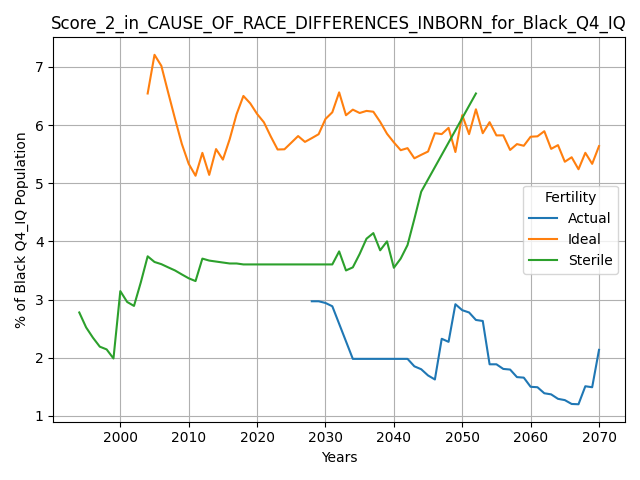 Score_2_in_CAUSE_OF_RACE_DIFFERENCES_INBORN_for_Black_Q4_IQ
% of Black Q4_IQ Population
7
6
5
4
3
2
1
Fertility
Actual
Ideal
Sterile
2000 2010 2020 2030 2040 2050 2060 2070
Years